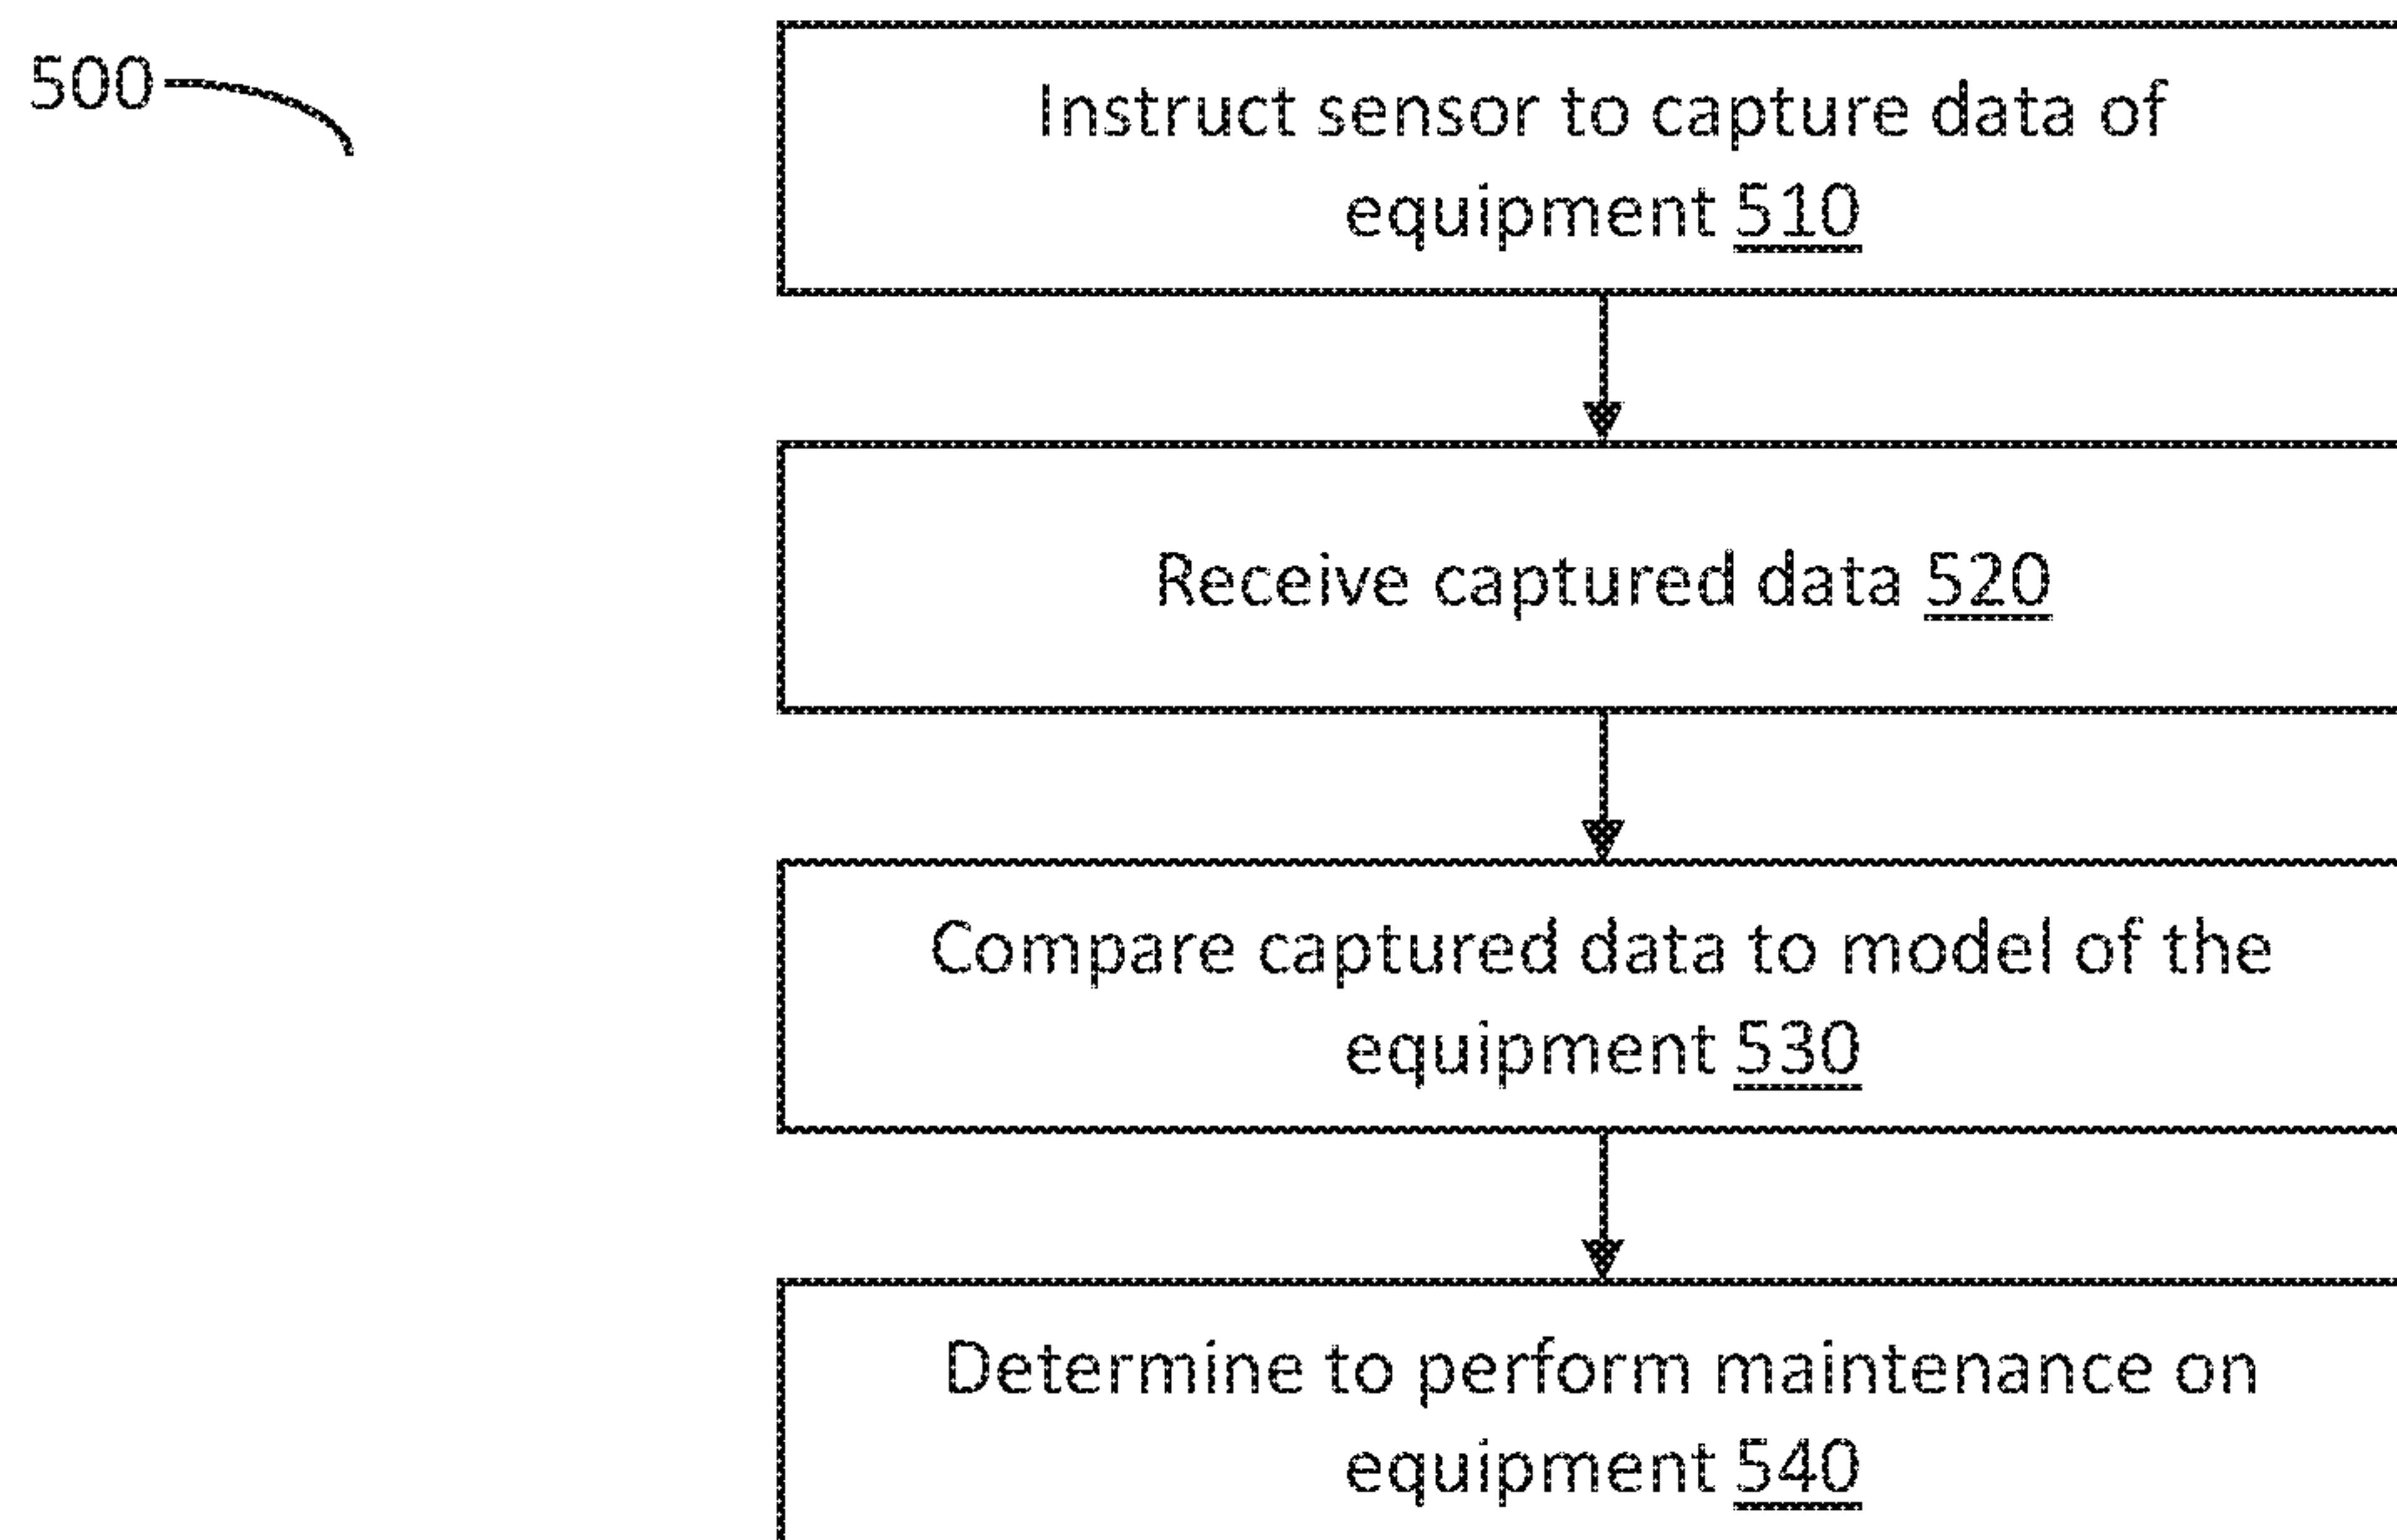 500
Instruct sensor to capture data of
equipment 510
Receive captured data 520
Compare captured data to model of the
equipment 530
Determine to perform maintenance on
equipment 540